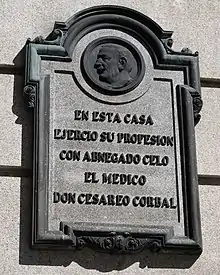 EN ESTA CASA
EJERCIO SU PROFESION
CON ABNEGADO CELO
EL MEDICO
DON CESAREO CORBAL